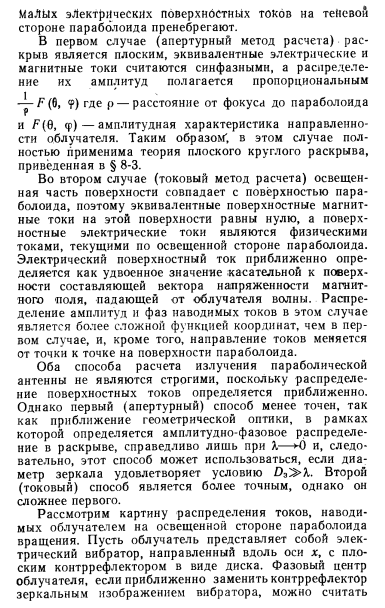 малых электрических поверхностных токов на теневой
стороне параболоида пренебрегают.
В первом случае (апертурный метод расчета) рас-
крыв является плоским, эквивалентные электрические и
магнитные токи считаются синфазными, а распределе-
ние их амплитуд полагается пропорциональным
1/ρ F(θ, φ) где ρ — расстояние от фокуса до параболоида
и F(θ, φ) — амплитудная характеристика направленно-
сти облучателя. Таким образом, в этом случае пол-
ностью применима теория плоского круглого раскрыва,
приведенная в § 8-3.
Во втором случае (токовый метод расчета) освещен-
ная часть поверхности совпадает с поверхностью пара-
болоида, поэтому эквивалентные поверхностные магнит-
ные токи на этой поверхности равны нулю, а поверх-
ностные электрические токи являются физическими
токами, текущими по освещенной стороне параболоида.
Электрический поверхностный ток приближенно опре-
деляется как удвоенное значение касательной к поверх-
ности составляющей вектора напряженности магнит-
ного поля, падающей от облучателя волны. Распре-
деление амплитуд и фаз наводимых токов в этом случае
является более сложной функцией координат, чем в пер-
вом случае, и, кроме того, направление токов меняется
от точки к точке на поверхности параболоида.
Оба способа расчета излучения параболической
антенны не являются строгими, поскольку распределе-
ние поверхностных токов определяется приближенно.
Однако первый (апертурный) способ менее точен, так
как приближение геометрической оптики, в рамках
которой определяется амплитудно-фазовое распределе-
ние в раскрыве, справедливо лишь при λ→0 и, следо-
вательно, этот способ может использоваться, если диа-
метр зеркала удовлетворяет условию D₃≫λ. Второй
(токовый) способ является более точным, однако он
сложнее первого.
Рассмотрим картину распределения токов, наводи-
мых облучателем на освещенной стороне параболоида
вращения. Пусть облучатель представляет собой элек-
трический вибратор, направленный вдоль оси x, с пло-
ским контррефлектором в виде диска. Фазовый центр
облучателя, если приближенно заменить контррефлектор
зеркальным изображением вибратора, можно считать